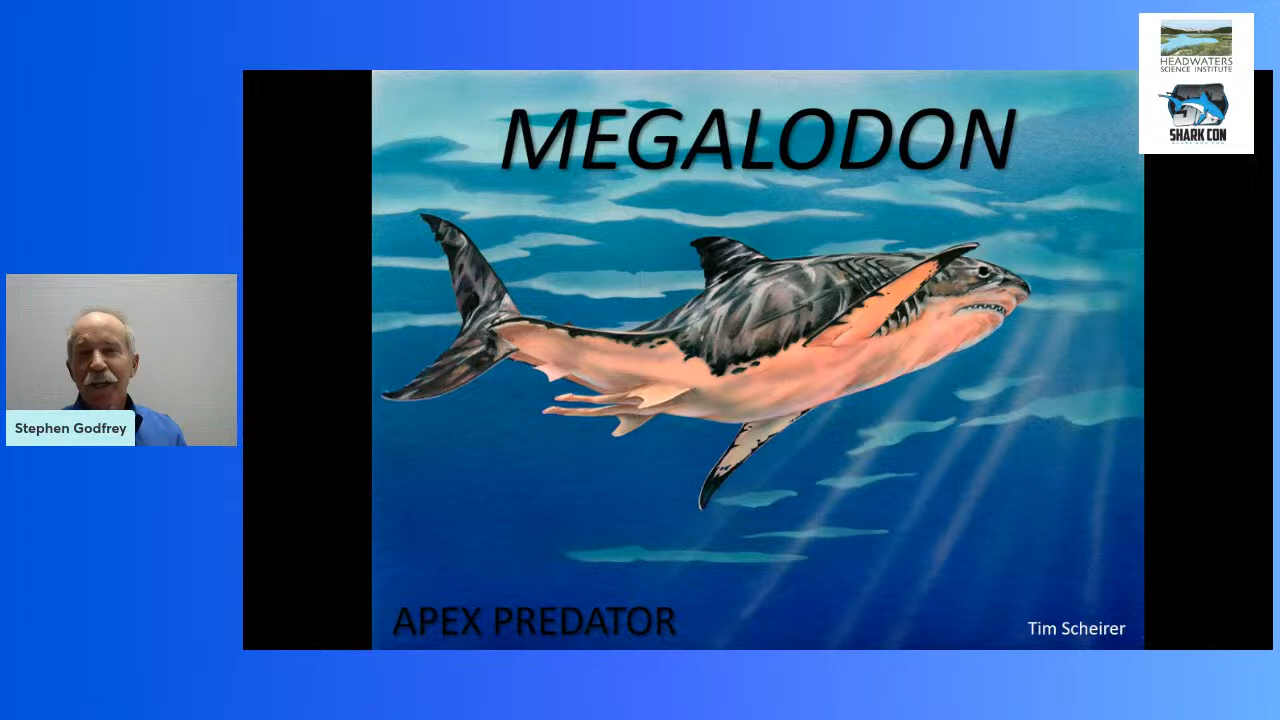 HEADWATERS
SCIENCE INSTITUTE
SHARK CON
MEGALODON
Stephen Godfrey
APEX PREDATOR
Tim Scheirer